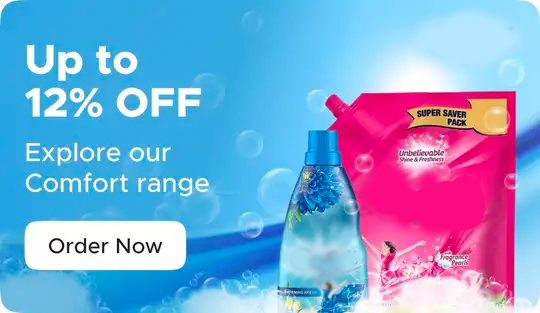 Up to
12% OFF
Explore our
Comfort range
Order Now
SUPER SAVER
PACK
Unbelievable
Shine & Freshness
Fragrance
Pearls